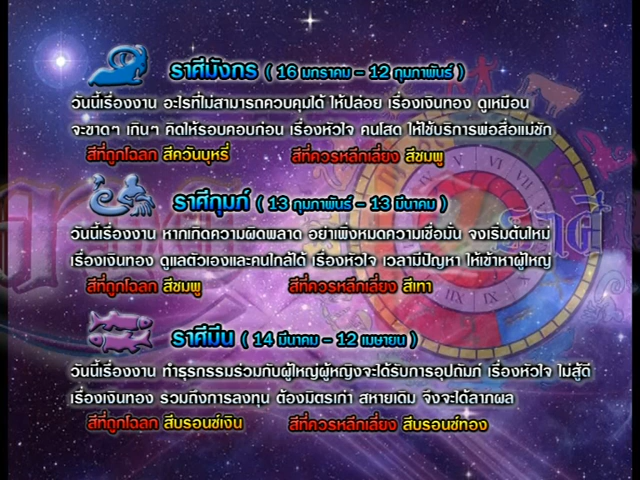 ราศีมังกร ( 16 มกราคม - 12 กุมภาพันธ์ )
วันนี้เรื่องงาน อะไรที่ไม่สามารถควบคุมได้ ให้ปล่อย เรื่องเงินทอง ดูเหมือน
จะขาดๆ เกินๆ คิดให้รอบคอบก่อน เรื่องหัวใจ คนโสด ให้ใช้บริการพ่อสื่อแม่ชัก
สีที่ถูกโฉลก สีควันบุหรี่ สีที่ควรหลีกเลี่ยง สีชมพู
ราศีกุมภ์ ( 13 กุมภาพันธ์ - 13 มีนาคม )
วันนี้เรื่องงาน หากเกิดความผิดพลาด อย่าเพิ่งหมดความเชื่อมั่น จงเริ่มต้นใหม่
เรื่องเงินทอง ดูแลตัวเองและคนใกล้ได้ เรื่องหัวใจ เวลามีปัญหา ให้เข้าหาผู้ใหญ่
สีที่ถูกโฉลก สีชมพู สีที่ควรหลีกเลี่ยง สีเทา
ราศีมีน ( 14 มีนาคม - 12 เมษายน )
วันนี้เรื่องงาน ทำธุรกรรมร่วมกับผู้ใหญ่ผู้หญิงจะได้รับการอุปถัมภ์ เรื่องหัวใจ ไม่สู้ดี
เรื่องเงินทอง รวมถึงการลงทุน ต้องมิตรเก่า สหายเดิม จึงจะได้ลาภผล
สีที่ถูกโฉลก สีบรอนซ์เงิน สีที่ควรหลีกเลี่ยง สีบรอนซ์ทอง